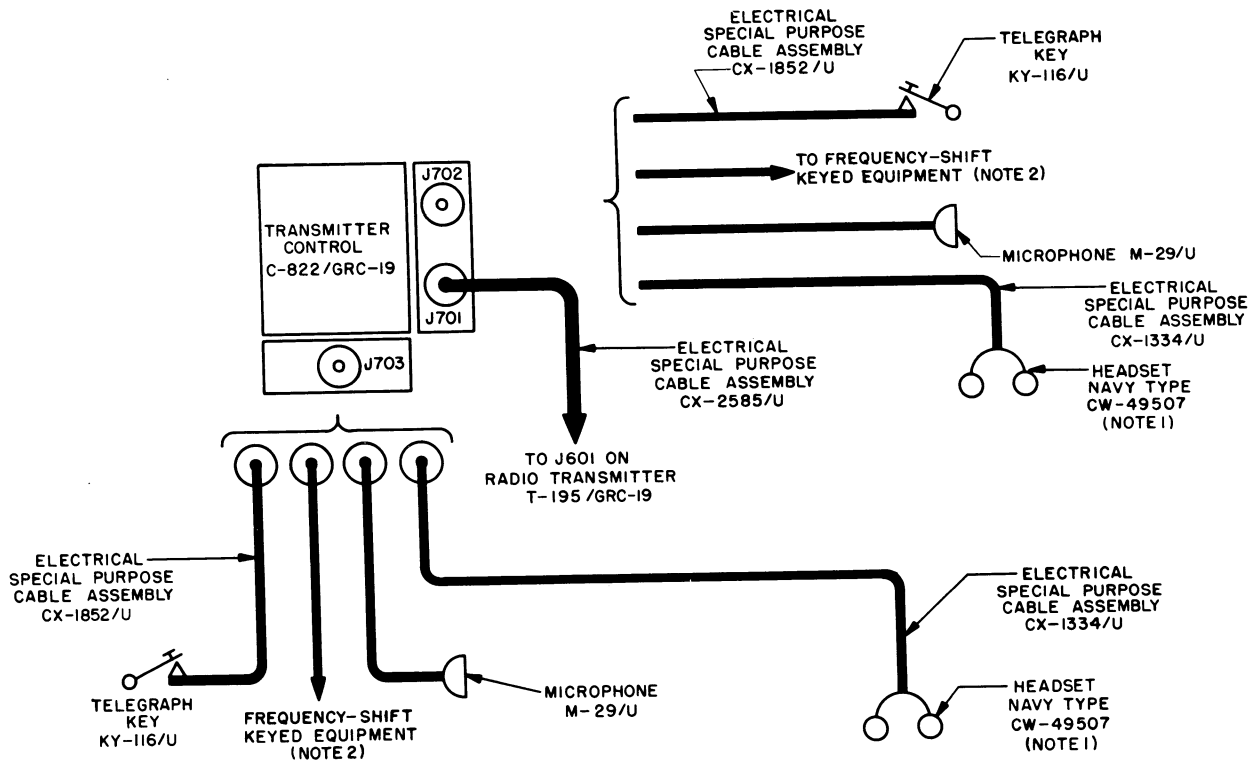 ELECTRICAL
SPECIAL PURPOSE
CABLE ASSEMBLY
CX-1852/U
TELEGRAPH
KEY
KY-116/U
TO FREQUENCY-SHIFT
KEYED EQUIPMENT (NOTE 2)
MICROPHONE M-29/U
ELECTRICAL
SPECIAL PURPOSE
CABLE ASSEMBLY
CX-1334/U
HEADSET
NAVY TYPE
CW-49507
(NOTE 1)
J702
TRANSMITTER
CONTROL
C-822/GRC-19
J701
J703
ELECTRICAL
SPECIAL PURPOSE
CABLE ASSEMBLY
CX-2585/U
TO J601 ON
RADIO TRANSMITTER
T-195/GRC-19
ELECTRICAL
SPECIAL PURPOSE
CABLE ASSEMBLY
CX-1852/U
TELEGRAPH
KEY
KY-116/U
FREQUENCY-SHIFT
KEYED EQUIPMENT
(NOTE 2)
MICROPHONE
M-29/U
ELECTRICAL
SPECIAL PURPOSE
CABLE ASSEMBLY
CX-1334/U
HEADSET
NAVY TYPE
CW-49507
(NOTE 1)